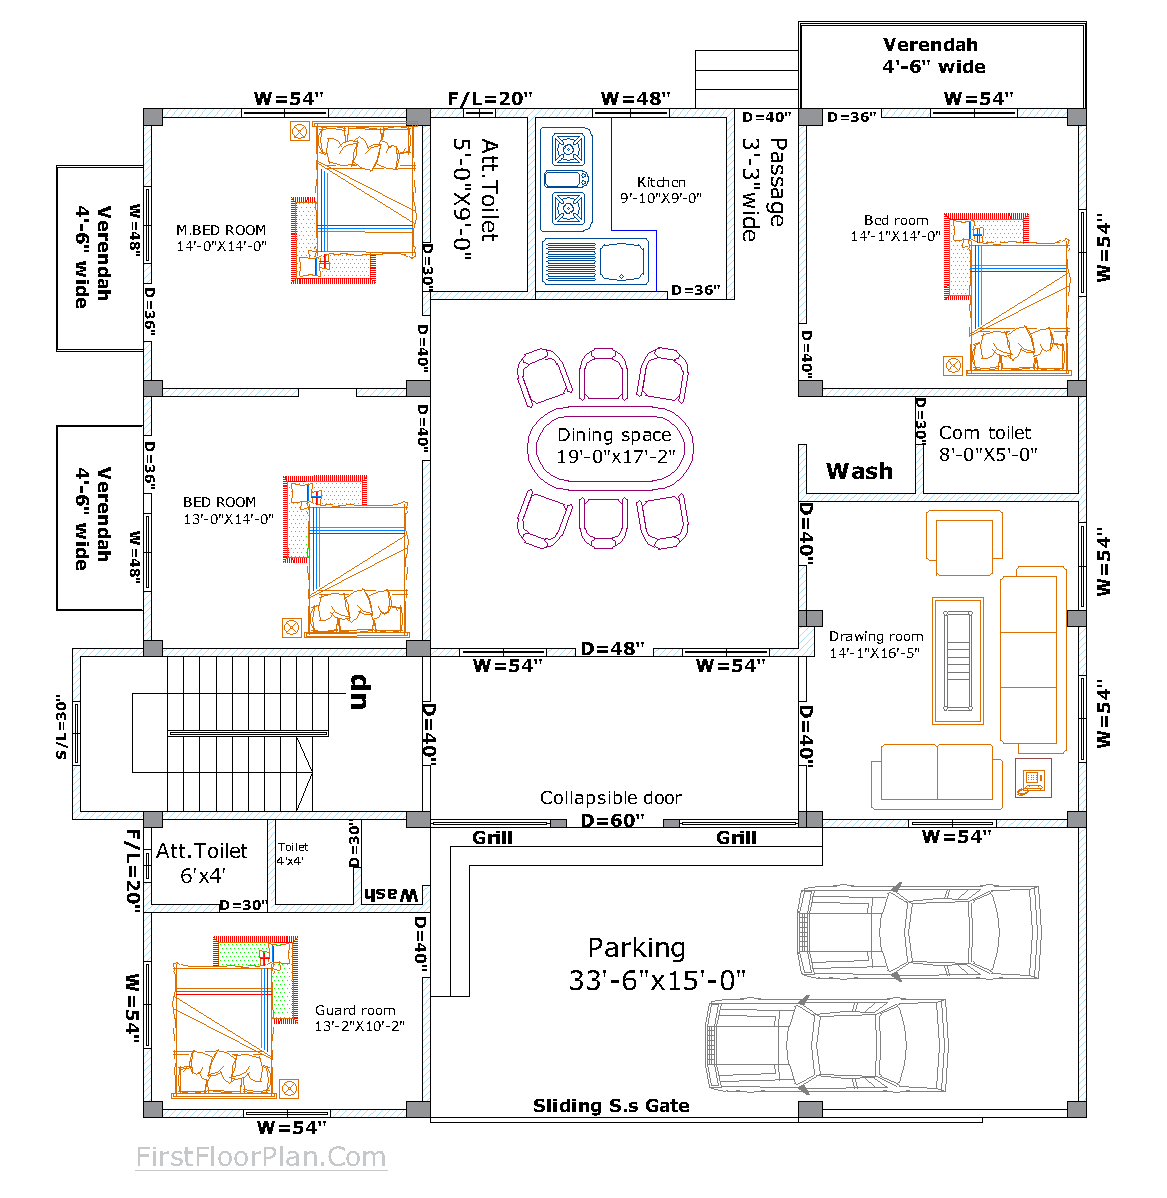 Verendah
4'-6" wide
W=54"
F/L=20"
W=48"
W=54"
D=40"
D=36"
Att.Toilet
5'-0"X9'-0"
Kitchen
9'-10"X9'-0"
Passage
3'-3"wide
Verendah
4'-6" wide
W=48"
M.BED ROOM
14'-0"X14'-0"
Bed room
14'-1"X14'-0"
W=54"
D=30"
D=36"
D=36"
D=40"
D=40"
D=40"
D=30"
Dining space
19'-0"x17'-2"
Com toilet
8'-0"X5'-0"
Wash
Verendah
4'-6" wide
D=36"
W=48"
BED ROOM
13'-0"X14'-0"
D=40"
W=54"
Drawing room
14'-1"X16'-5"
D=48"
W=54"
W=54"
up
S/L=30"
D=40"
D=40"
W=54"
Collapsible door
D=60"
Grill
Grill
W=54"
F/L=20"
Att.Toilet
6'x4'
Toilet
4'x4'
D=30"
Wash
D=30"
D=40"
Parking
33'-6"x15'-0"
W=54"
Guard room
13'-2"X10'-2"
Sliding S.s Gate
W=54"
FirstFloorPlan.Com